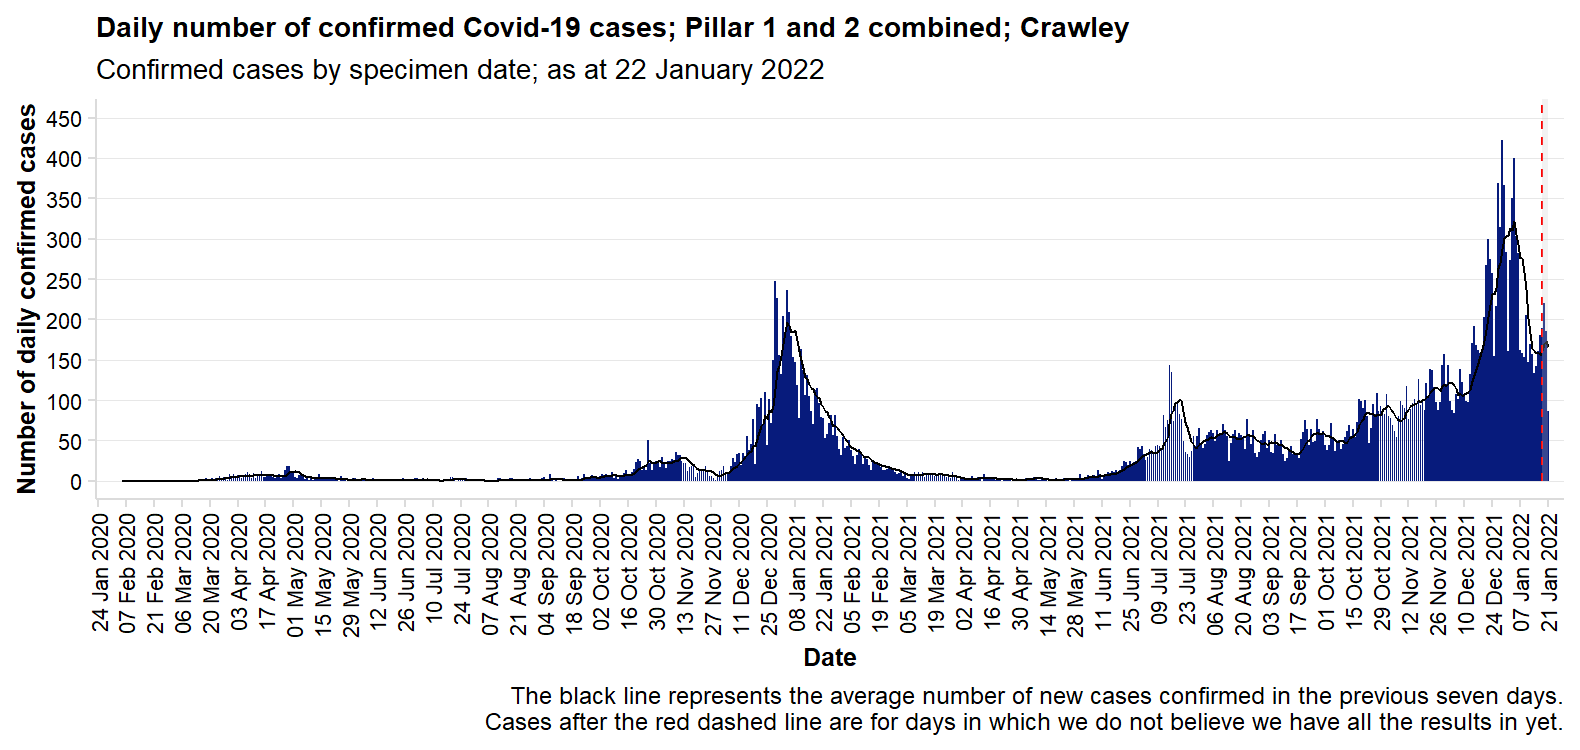 Daily number of confirmed Covid-19 cases; Pillar 1 and 2 combined; Crawley
Confirmed cases by specimen date; as at 22 January 2022
Number of daily confirmed cases
450
400
350
300
250
200
150
100
50
0
24 Jan 2020
07 Feb 2020
21 Feb 2020
06 Mar 2020
20 Mar 2020
03 Apr 2020
17 Apr 2020
01 May 2020
15 May 2020
29 May 2020
12 Jun 2020
26 Jun 2020
10 Jul 2020
24 Jul 2020
07 Aug 2020
21 Aug 2020
04 Sep 2020
18 Sep 2020
02 Oct 2020
16 Oct 2020
30 Oct 2020
13 Nov 2020
27 Nov 2020
11 Dec 2020
25 Dec 2020
08 Jan 2021
22 Jan 2021
05 Feb 2021
19 Feb 2021
05 Mar 2021
19 Mar 2021
02 Apr 2021
16 Apr 2021
30 Apr 2021
14 May 2021
28 May 2021
11 Jun 2021
25 Jun 2021
09 Jul 2021
23 Jul 2021
06 Aug 2021
20 Aug 2021
03 Sep 2021
17 Sep 2021
01 Oct 2021
15 Oct 2021
29 Oct 2021
12 Nov 2021
26 Nov 2021
10 Dec 2021
24 Dec 2021
07 Jan 2022
21 Jan 2022
Date
The black line represents the average number of new cases confirmed in the previous seven days.
Cases after the red dashed line are for days in which we do not believe we have all the results in yet.